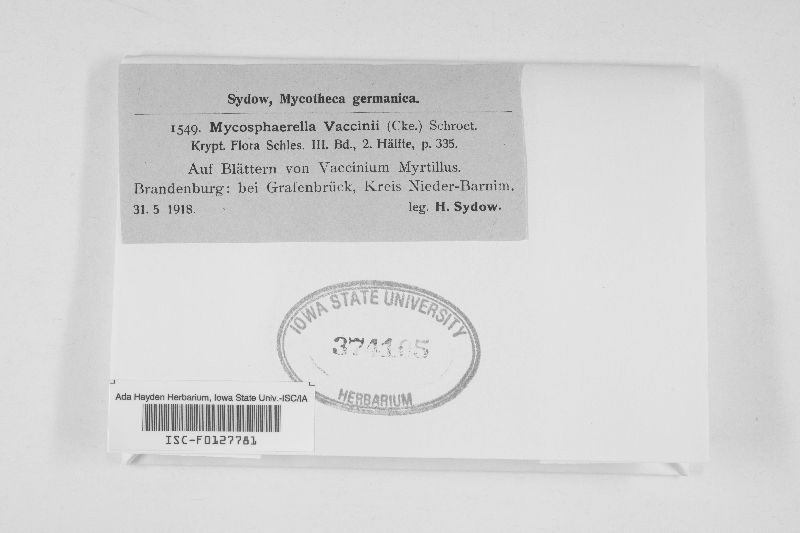 Sydow, Mycotheca germanica.
1549. Mycosphaerella Vaccinii (Cke.) Schroet.
Krypt. Flora Schles. III. Bd., 2. Hälfte, p. 335.
Auf Blättern von Vaccinium Myrtillus.
Brandenburg: bei Grafenbrück, Kreis Nieder-Barnim.
31. 5 1918. leg. H. Sydow.
IOWA STATE UNIVERSITY
374105
HERBARIUM
Ada Hayden Herbarium, Iowa State Univ.-ISC/IA
ISC-F0127781